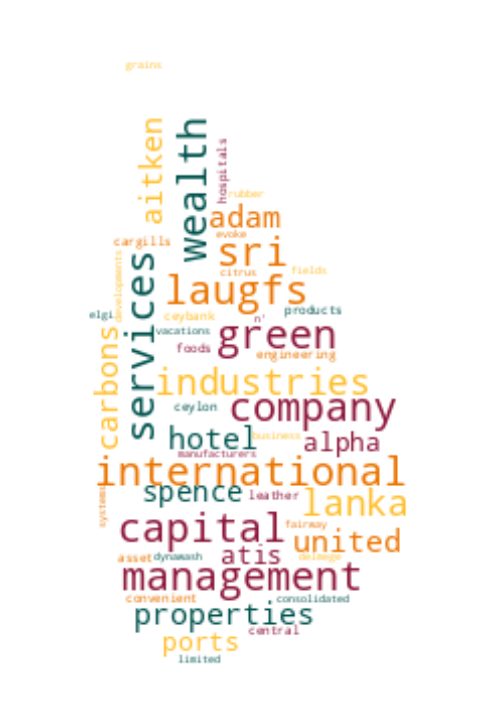 grains
aitken
wealth
hospitals
rubber
adam
evoke
cargills
sri
developments
services
citrus
fields
laugfs
elgi
ceybank
products
n'
vacations
green
carbons
foods
engineering
industries
ceylon
company
hotel
business
alpha
manufacturers
international
systems
spence
leather
lanka
capital
fairway
united
asset
dynawash
atis
delmege
management
convenient
consolidated
properties
central
ports
limited